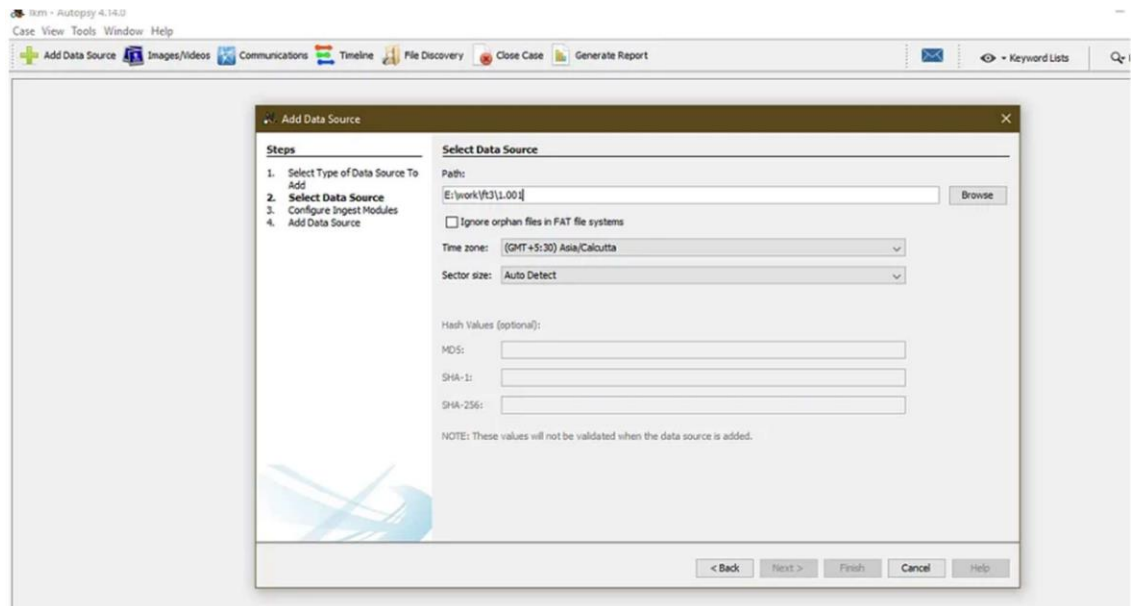 - Autopsy 4.14.0
Case View Tools Window Help
Add Data Source Images/Videos Communications Timeline File Discovery Close Case Generate Report Keyword Lists
Add Data Source
Steps
1. Select Type of Data Source To
Add
2. Select Data Source
3. Configure Ingest Modules
4. Add Data Source
Select Data Source
Path:
E:\work\ft3\1.001
Browse
Ignore orphan files in FAT file systems
Time zone: (GMT+5:30) Asia/Calcutta
Sector size: Auto Detect
Hash Values (optional):
MD5:
SHA-1:
SHA-256:
NOTE: These values will not be validated when the data source is added.
< Back Next > Finish Cancel Help